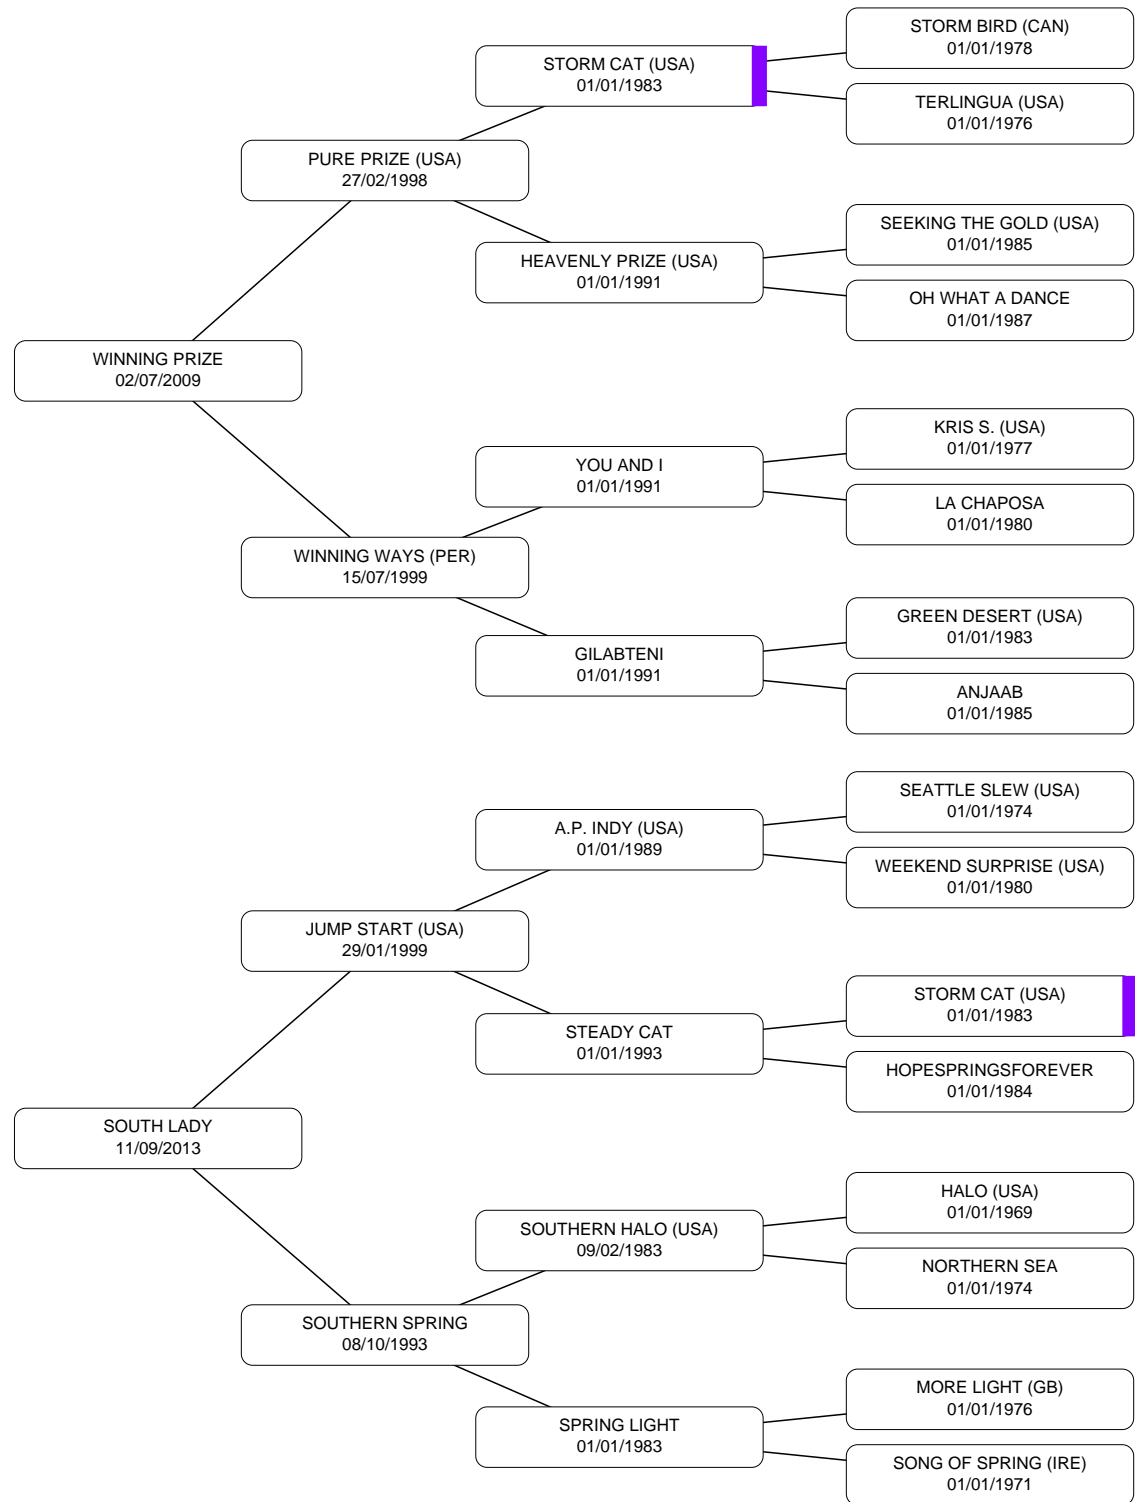 STORM BIRD (CAN)
01/01/1978
STORM CAT (USA)
01/01/1983
TERLINGUA (USA)
01/01/1976
PURE PRIZE (USA)
27/02/1998
SEEKING THE GOLD (USA)
01/01/1985
HEAVENLY PRIZE (USA)
01/01/1991
OH WHAT A DANCE
01/01/1987
WINNING PRIZE
02/07/2009
KRIS S. (USA)
01/01/1977
YOU AND I
01/01/1991
LA CHAPOSA
01/01/1980
WINNING WAYS (PER)
15/07/1999
GREEN DESERT (USA)
01/01/1983
GILABTENI
01/01/1991
ANJAAB
01/01/1985
SEATTLE SLEW (USA)
01/01/1974
A.P. INDY (USA)
01/01/1989
WEEKEND SURPRISE (USA)
01/01/1980
JUMP START (USA)
29/01/1999
STORM CAT (USA)
01/01/1983
STEADY CAT
01/01/1993
HOPESPRINGSFOREVER
01/01/1984
SOUTH LADY
11/09/2013
HALO (USA)
01/01/1969
SOUTHERN HALO (USA)
09/02/1983
NORTHERN SEA
01/01/1974
SOUTHERN SPRING
08/10/1993
MORE LIGHT (GB)
01/01/1976
SPRING LIGHT
01/01/1983
SONG OF SPRING (IRE)
01/01/1971